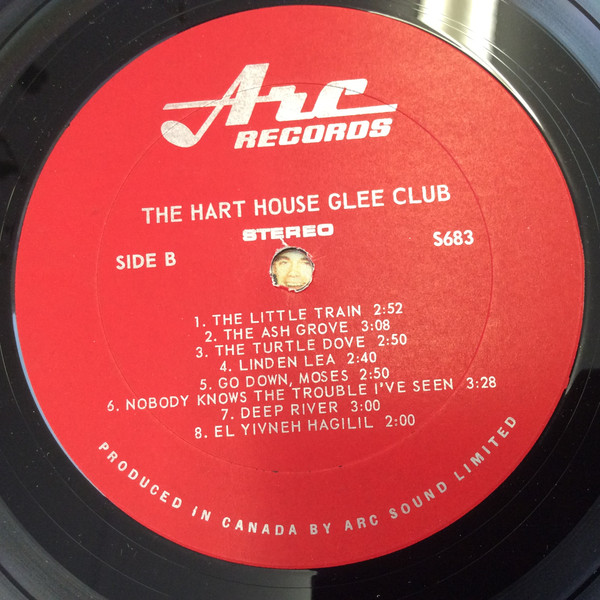 Arc
RECORDS
THE HART HOUSE GLEE CLUB
STEREO
SIDE B
S683
1. THE LITTLE TRAIN 2:52
2. THE ASH GROVE 3:08
3. THE TURTLE DOVE 2:50
4. LINDEN LEA 2:40
5. GO DOWN, MOSES 2:50
6. NOBODY KNOWS THE TROUBLE I'VE SEEN 3:28
7. DEEP RIVER 3:00
8. EL YIVNEH HAGILIL 2:00
PRODUCED IN CANADA BY ARC SOUND LIMITED